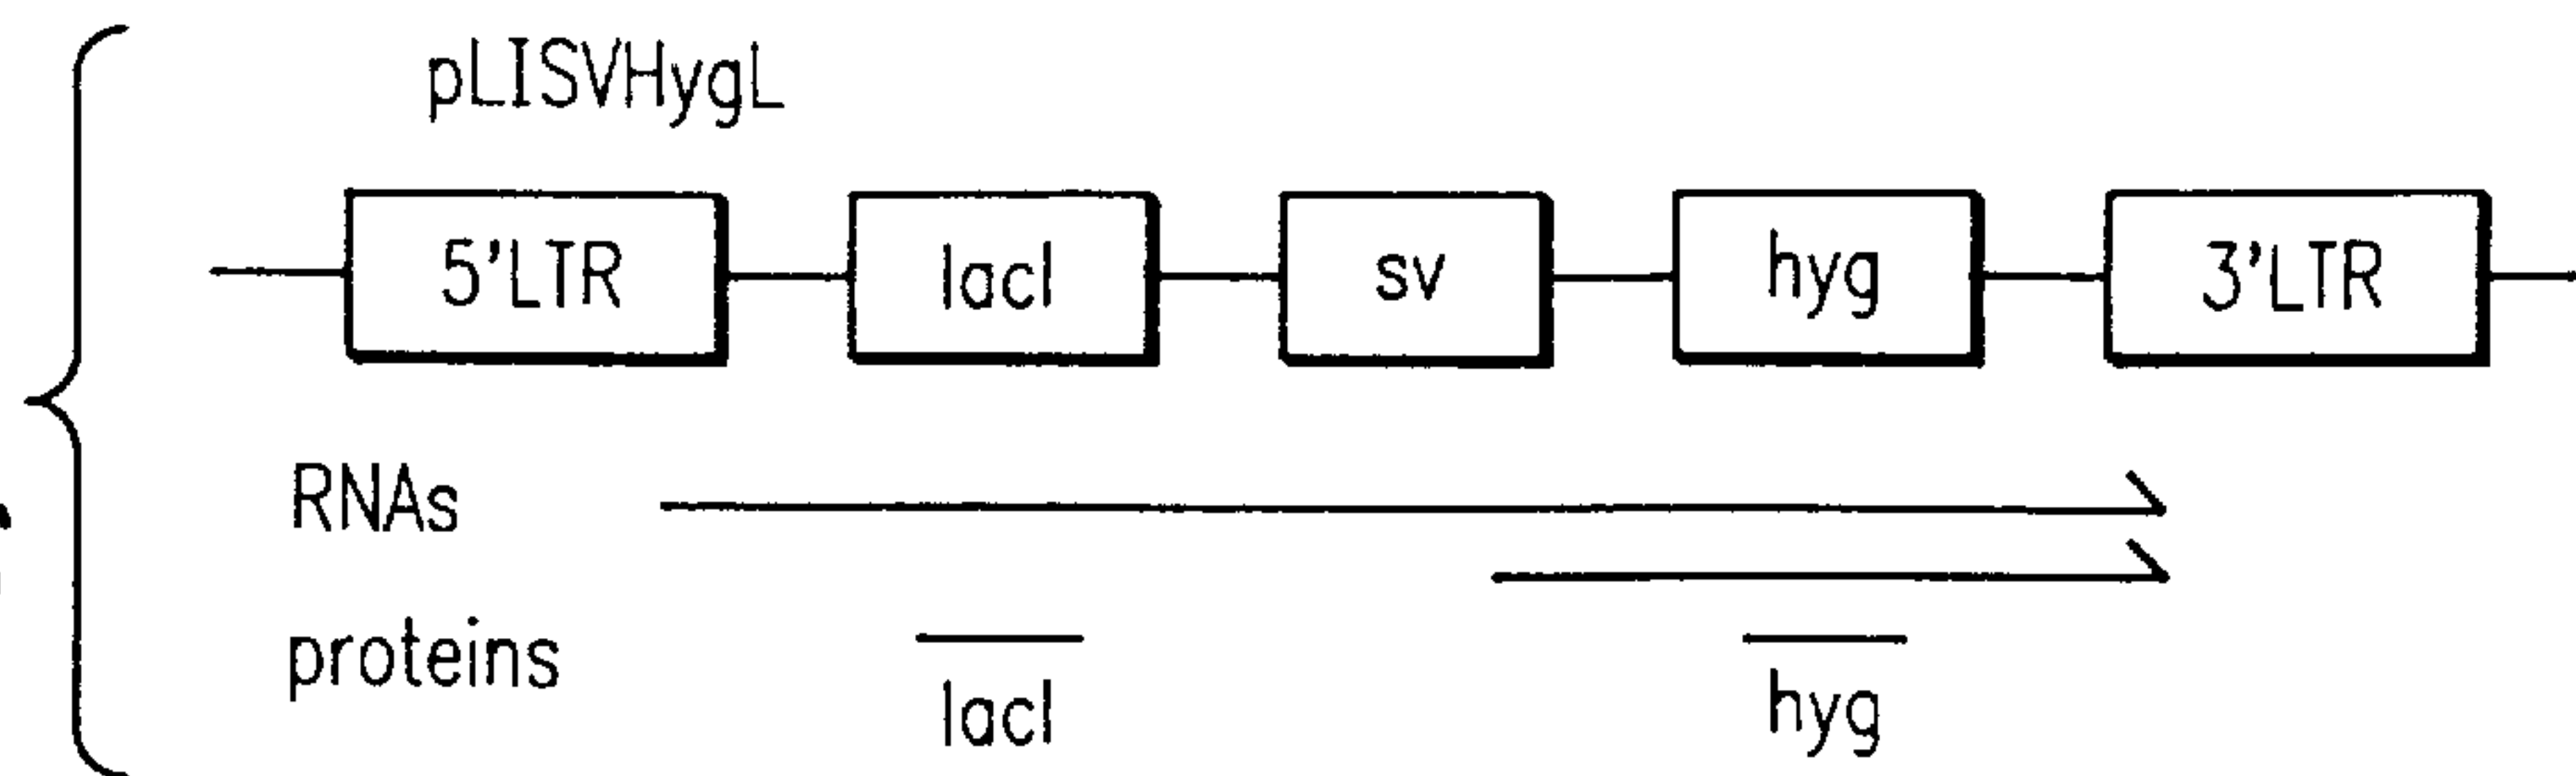 pLISVHygL
5'LTR lacI sv hyg 3'LTR
RNAs
proteins
lacI hyg